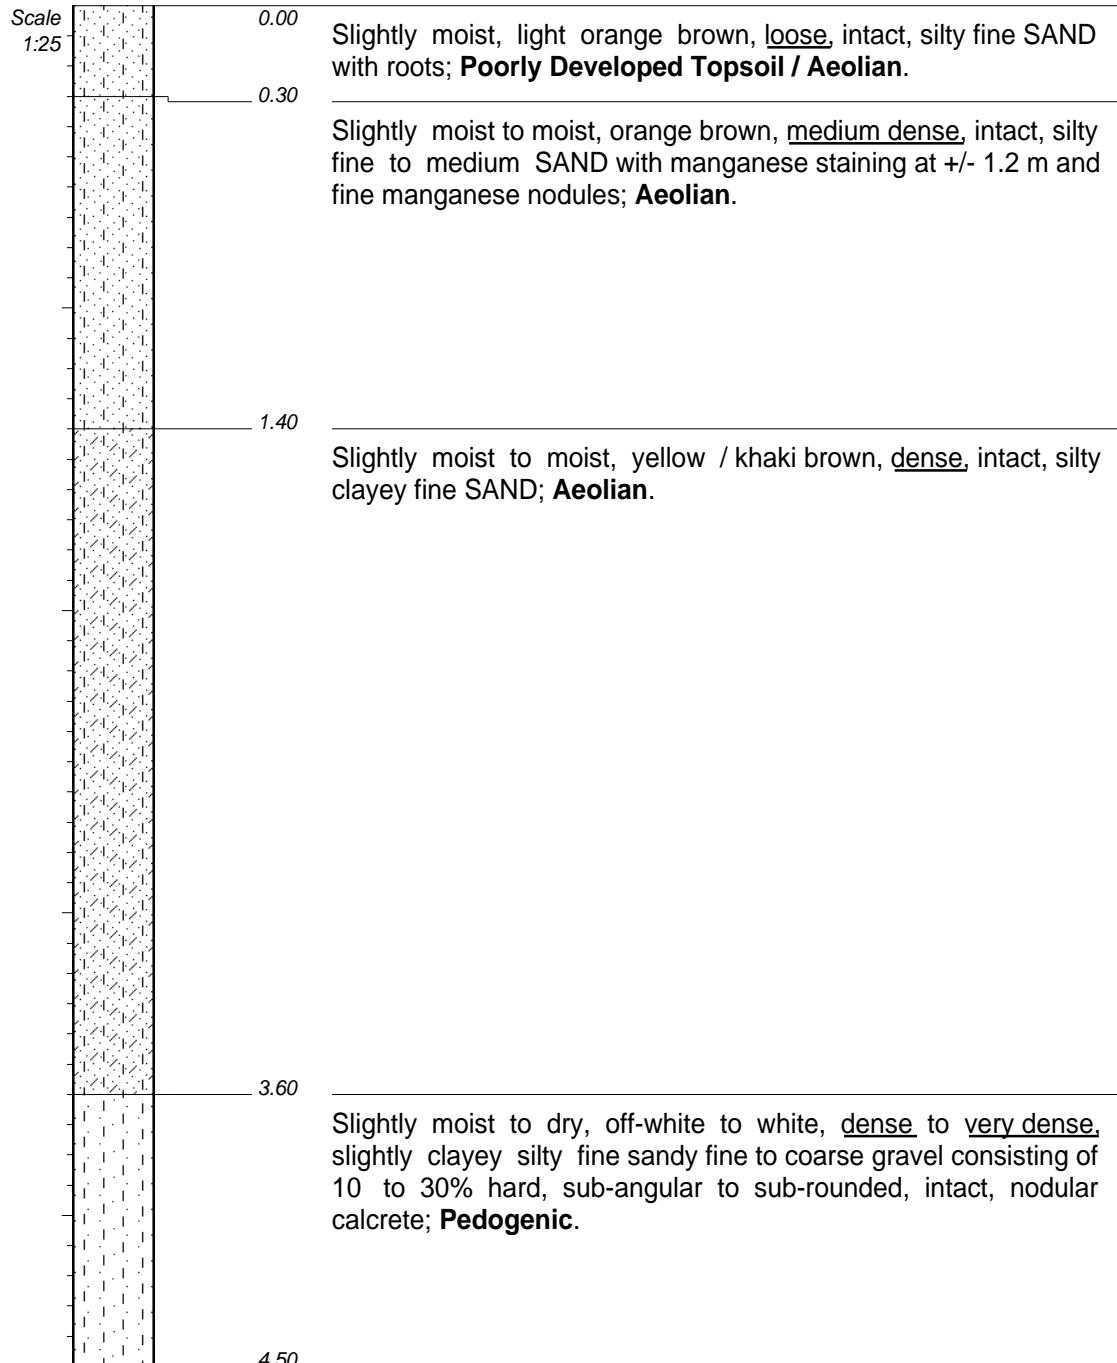 Scale
1:25
0.00
Slightly moist, light orange brown, loose, intact, silty fine SAND
with roots; Poorly Developed Topsoil / Aeolian.
0.30
Slightly moist to moist, orange brown, medium dense, intact, silty
fine to medium SAND with manganese staining at +/- 1.2 m and
fine manganese nodules; Aeolian.
1.40
Slightly moist to moist, yellow / khaki brown, dense, intact, silty
clayey fine SAND; Aeolian.
3.60
Slightly moist to dry, off-white to white, dense to very dense,
slightly clayey silty fine sandy fine to coarse gravel consisting of
10 to 30% hard, sub-angular to sub-rounded, intact, nodular
calcrete; Pedogenic.
4.50